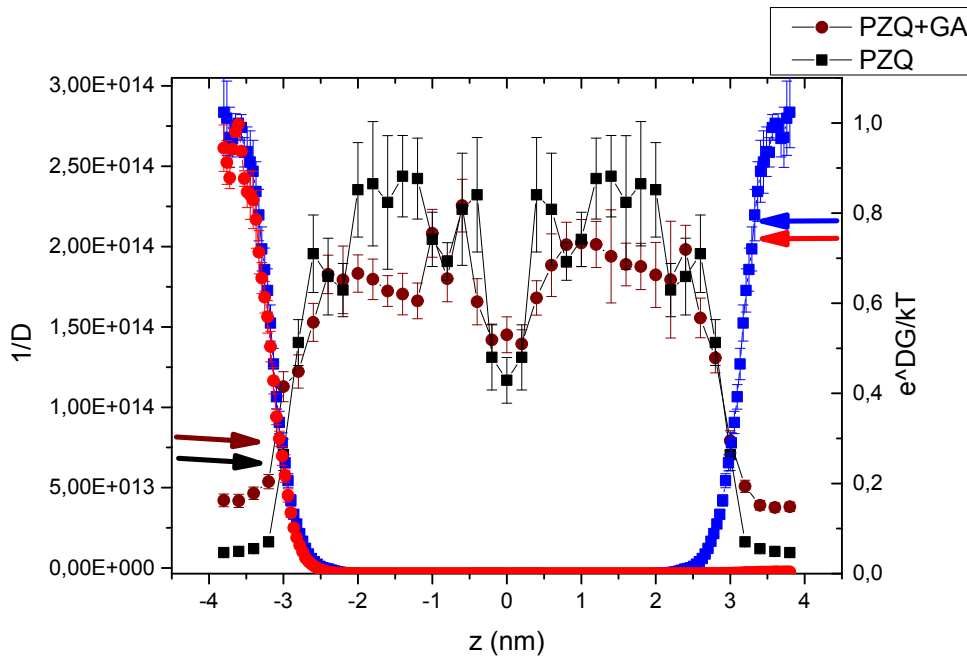 PZQ+GA
PZQ
3,00E+014
2,50E+014
2,00E+014
1,50E+014
1,00E+014
5,00E+013
0,00E+000
1/D
1,0
0,8
0,6
0,4
0,2
0,0
e^DG/kT
-4 -3 -2 -1 0 1 2 3 4
z (nm)